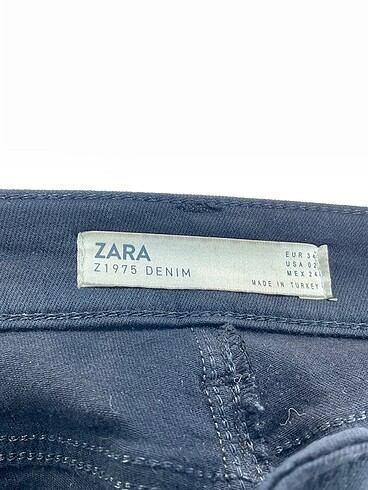 ZARA
Z1975 DENIM
EUR 34
USA 02
MEX 24
MADE IN TURKEY